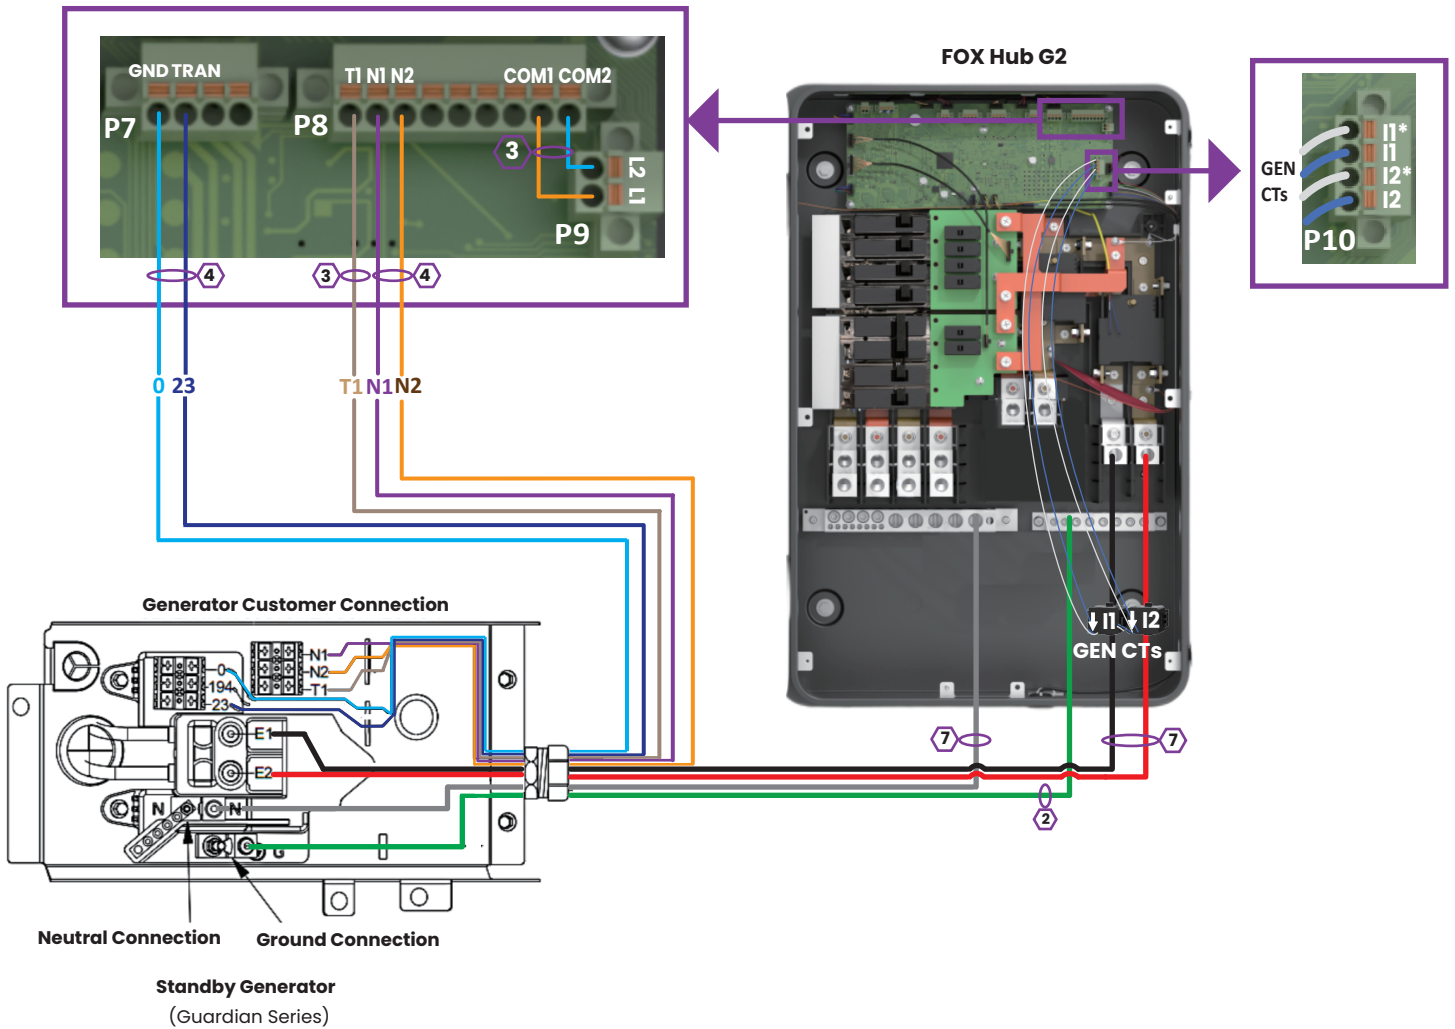 FOX Hub G2
GND TRAN
T1 N1 N2
COM1 COM2
P7
P8
3
L2
L1
P9
4
3
4
I1*
I1
I2*
I2
GEN
CTs
P10
0 23
T1 N1 N2
Generator Customer Connection
N1
N2
T1
0
194
23
E1
E2
N
N
G
I1
I2
GEN CTs
7
7
2
Neutral Connection
Ground Connection
Standby Generator
(Guardian Series)